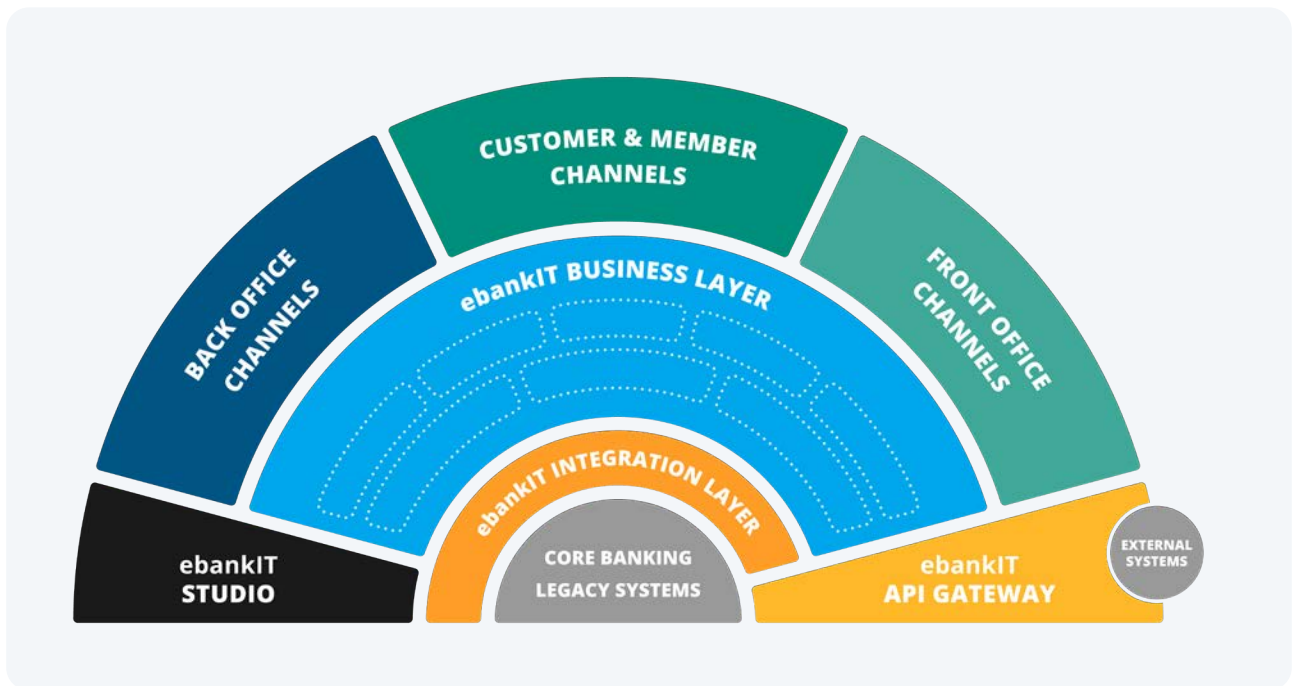 CUSTOMER & MEMBER
CHANNELS
BACK OFFICE
CHANNELS
FRONT OFFICE
CHANNELS
ebankIT BUSINESS LAYER
ebankIT INTEGRATION LAYER
CORE BANKING
LEGACY SYSTEMS
ebankIT
STUDIO
ebankIT
API GATEWAY
EXTERNAL
SYSTEMS